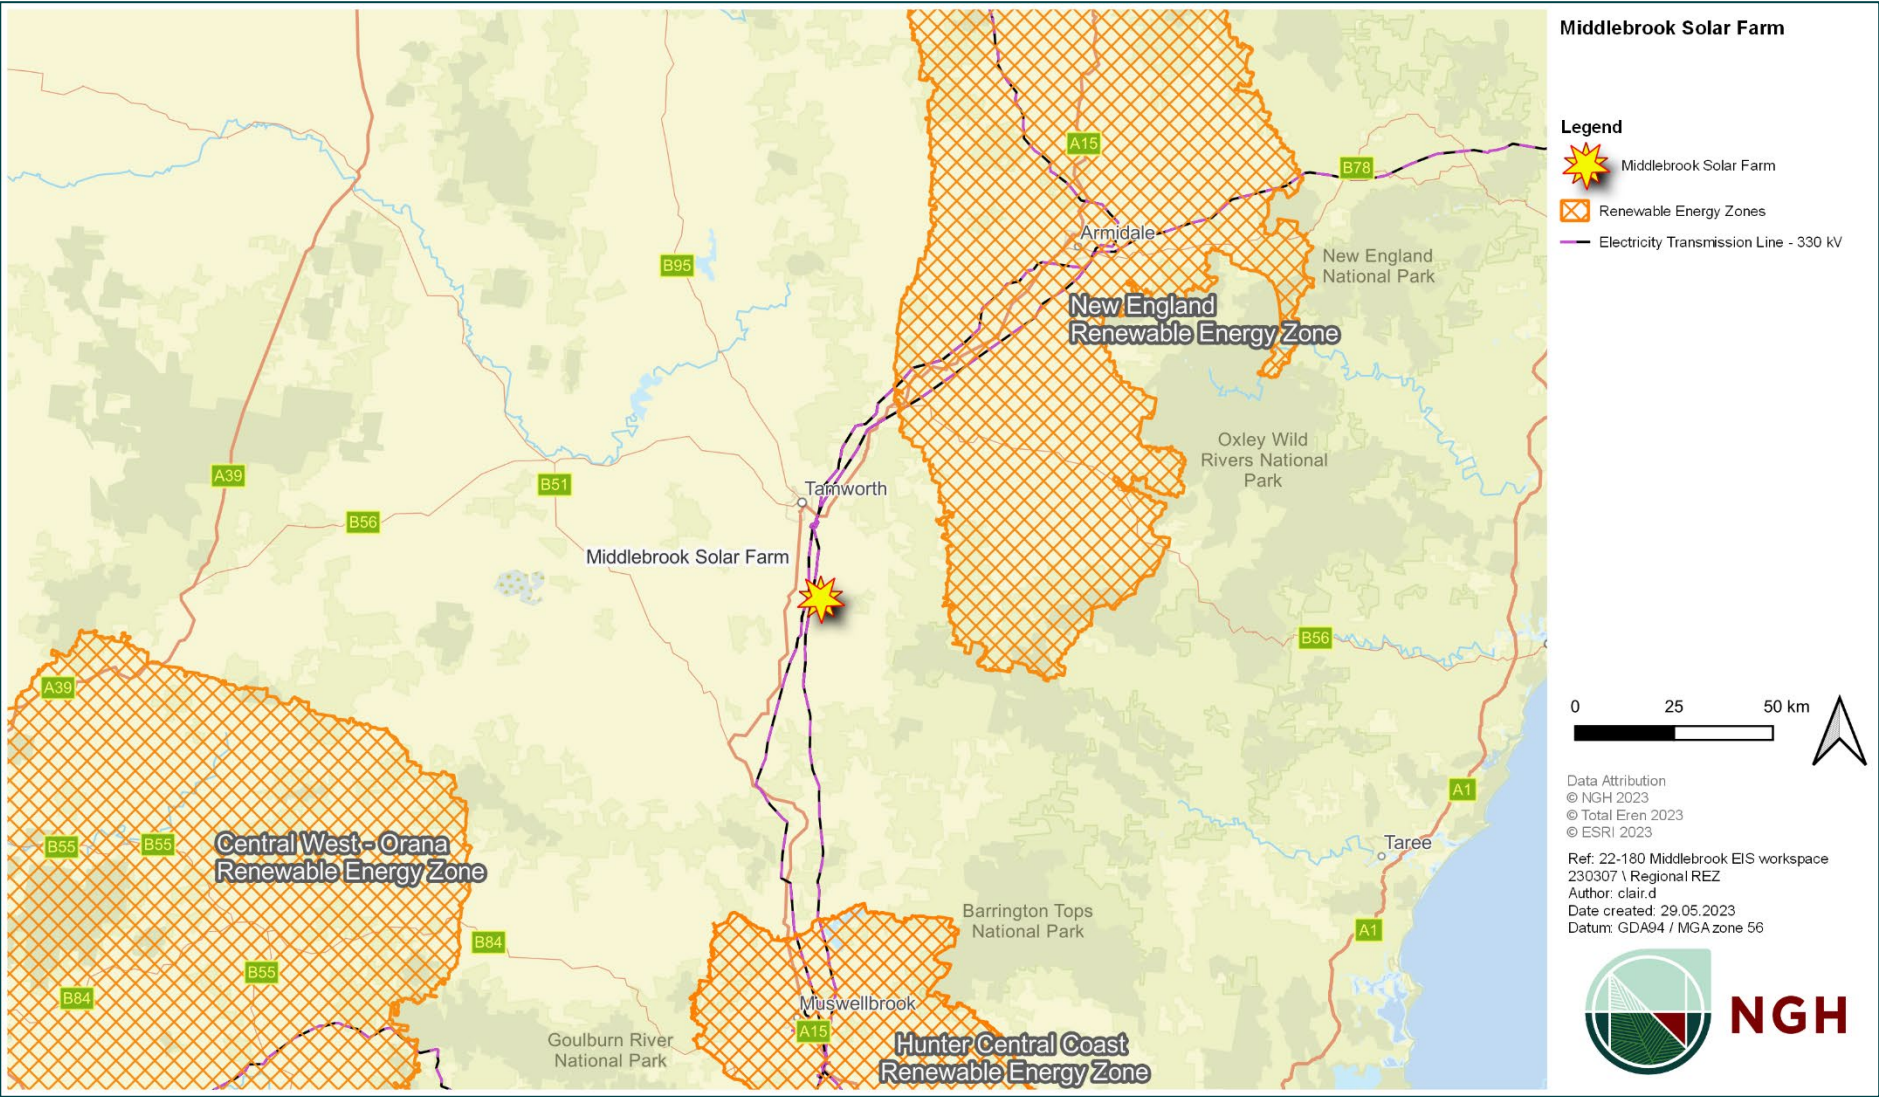 Middlebrook Solar Farm
Legend
Middlebrook Solar Farm
Renewable Energy Zones
Electricity Transmission Line - 330 kV
A15
B78
Armidale
B95
New England
National Park
New England
Renewable Energy Zone
Oxley Wild
Rivers National
Park
A39
B51
Tamworth
B56
Middlebrook Solar Farm
B56
A39
A1
B55
B55
Central West - Orana
Renewable Energy Zone
Taree
Barrington Tops
National Park
B84
A1
B55
B84
Muswellbrook
A15
Goulburn River
National Park
Hunter Central Coast
Renewable Energy Zone
0 25 50 km
Data Attribution
© NGH 2023
© Total Eren 2023
© ESRI 2023
Ref: 22-180 Middlebrook EIS workspace
230307 \ Regional REZ
Author: clair.d
Date created: 29.05.2023
Datum: GDA94 / MGA zone 56
NGH